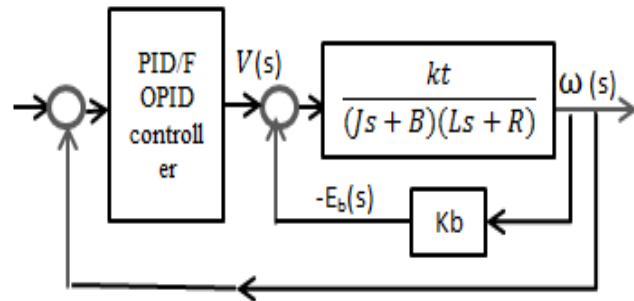 PID/F
OPID
controll
er
V(s)
kt
(Js + B)(Ls + R)
ω (s)
-E_b(s)
Kb